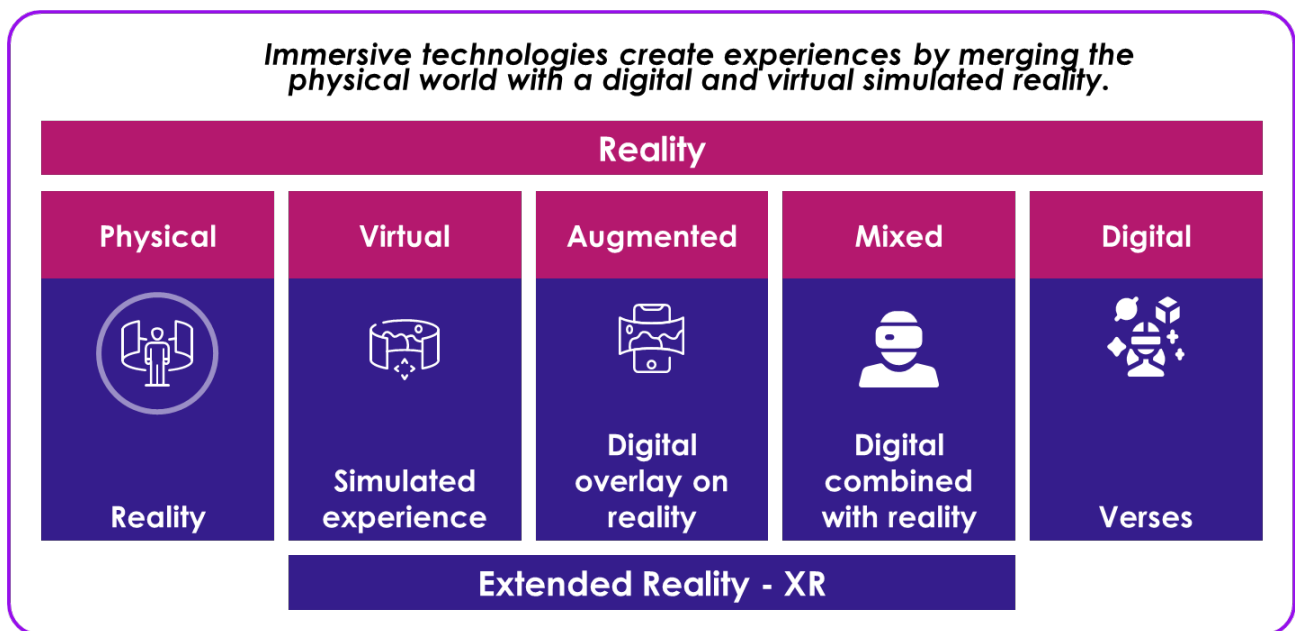 Immersive technologies create experiences by merging the
physical world with a digital and virtual simulated reality.
Reality
Physical
Virtual
Augmented
Mixed
Digital
Reality
Simulated
experience
Digital
overlay on
reality
Digital
combined
with reality
Verses
Extended Reality - XR